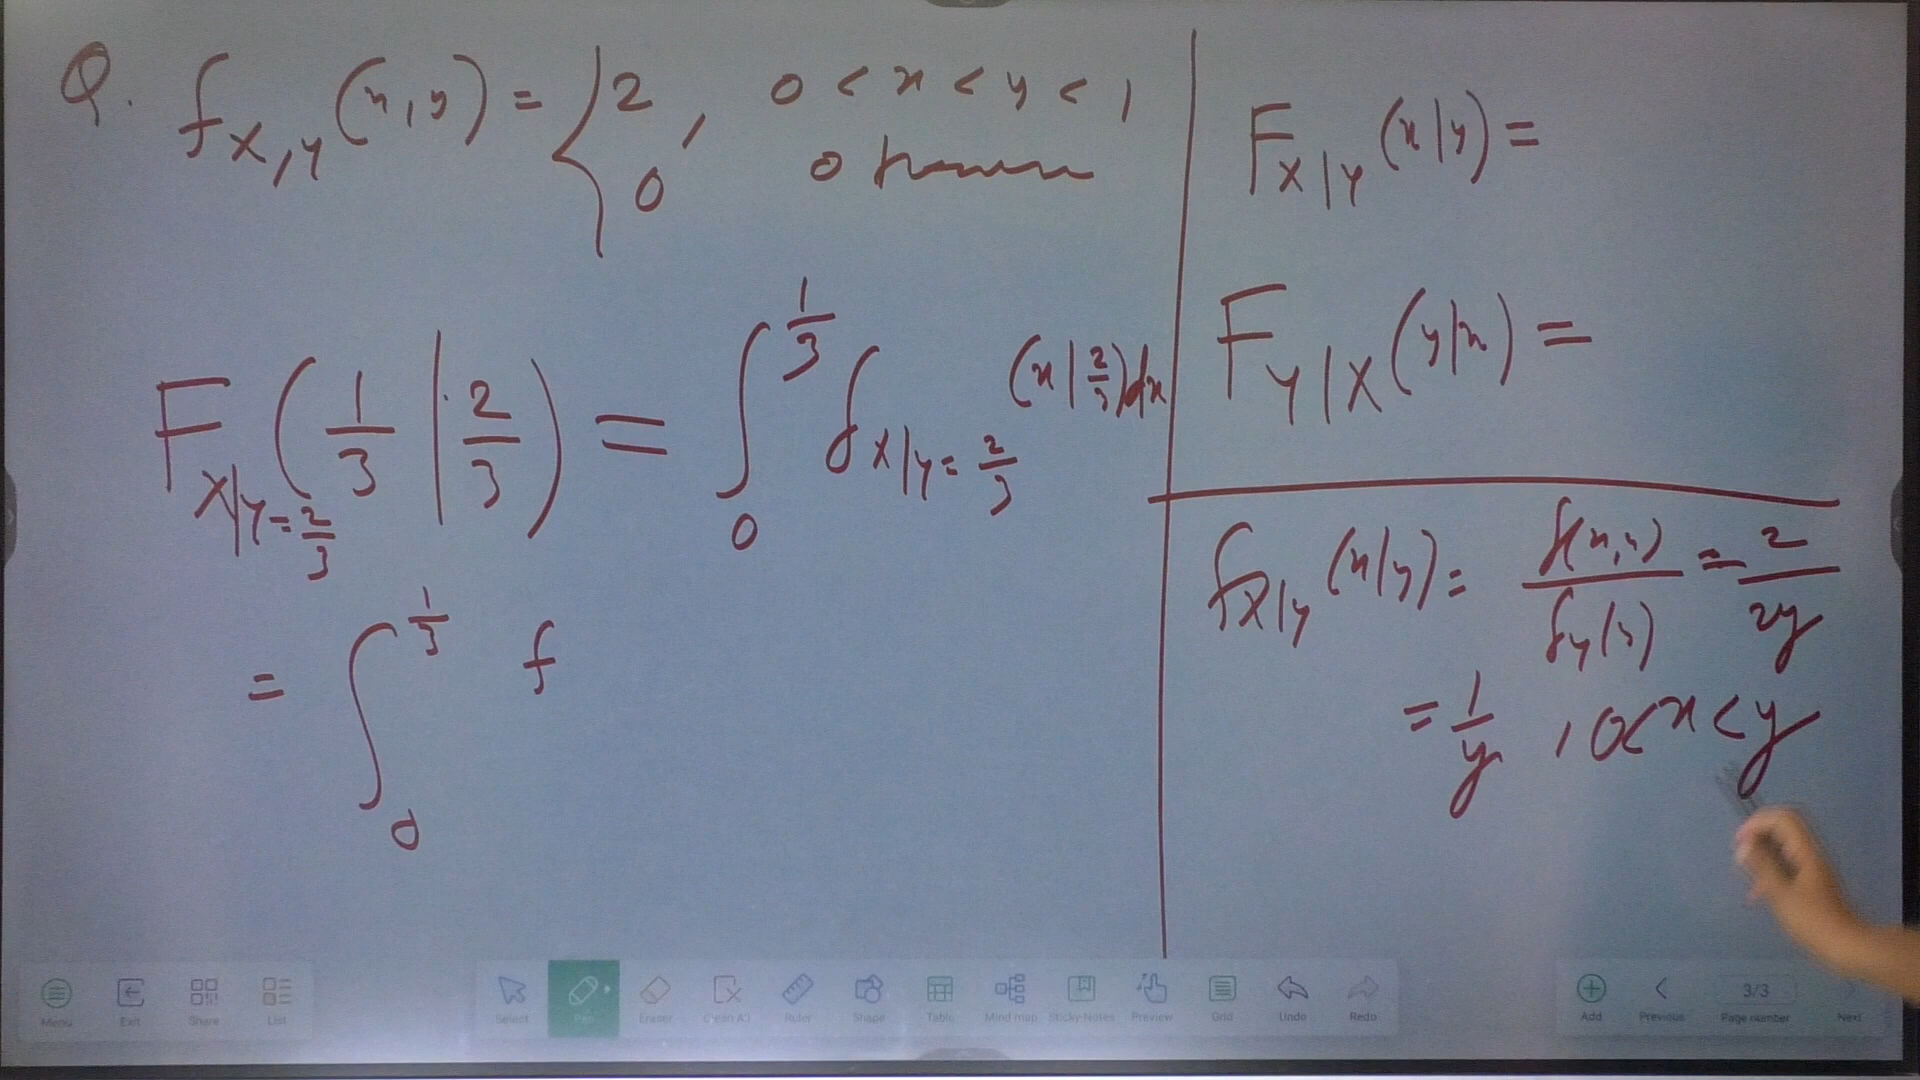 Q. f_{X,Y}(x,y) = { 2, 0 < x < y < 1
0
F_{X|Y}(x|y) =
F_{Y|X}(y|x) =
F_{X|Y=2/3}(1/3 | 2/3) = ∫_0^{1/3} f_{X|Y=2/3}(x|2/3)dx
= ∫_0^{1/3} f
f_{X|Y}(x|y) = f(x,y)/f_Y(y) = 2/2y
= 1/y , 0<x<y
Menu
Exit
Share
List
Select
Pen
Eraser
Clean All
Ruler
Shape
Table
Mind map
Sticky Notes
Preview
Grid
Undo
Redo
Add
Previous
3/3
Page number
Next